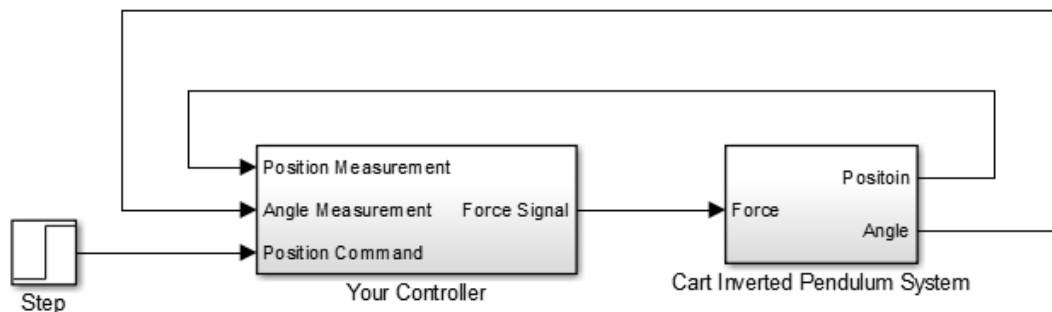 Position Measurement
Angle Measurement
Force Signal
Position Command
Your Controller
Step
Positoin
Force
Angle
Cart Inverted Pendulum System